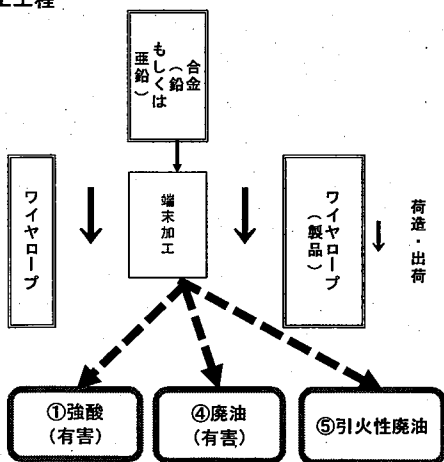 工工程
合金
(鉛
もしくは
亜鉛)
ワイヤロープ
端末加工
ワイヤロープ
(製品)
荷造・出荷
①強酸
(有害)
④廃油
(有害)
⑤引火性廃油